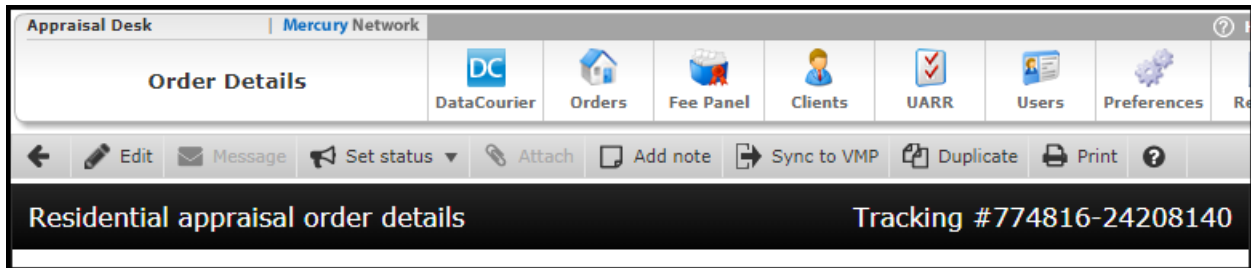 Appraisal Desk | Mercury Network
Order Details
DC
DataCourier Orders Fee Panel Clients UARR Users Preferences
Edit Message Set status Attach Add note Sync to VMP Duplicate Print
Residential appraisal order details Tracking #774816-24208140